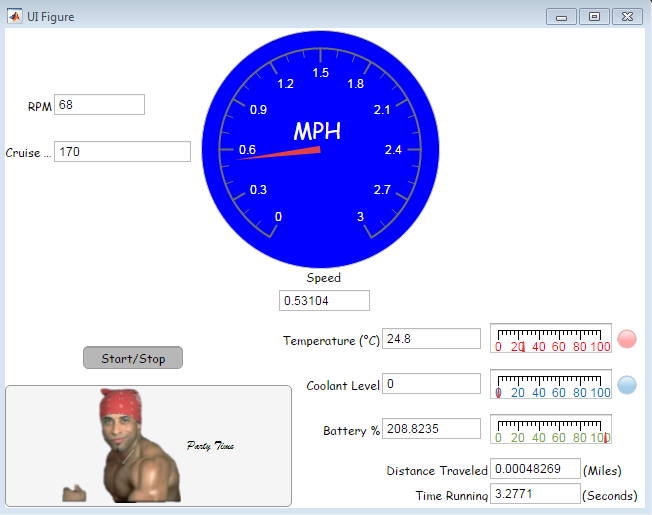 UI Figure
RPM 68
Cruise ... 170
0 0.3 0.6 0.9 1.2 1.5 1.8 2.1 2.4 2.7 3
MPH
Speed
0.53104
Temperature (°C) 24.8
0 20 40 60 80 100
Coolant Level 0
0 20 40 60 80 100
Battery % 208.8235
0 20 40 60 80 100
Start/Stop
Party Time
Distance Traveled 0.00048269 (Miles)
Time Running 3.2771 (Seconds)